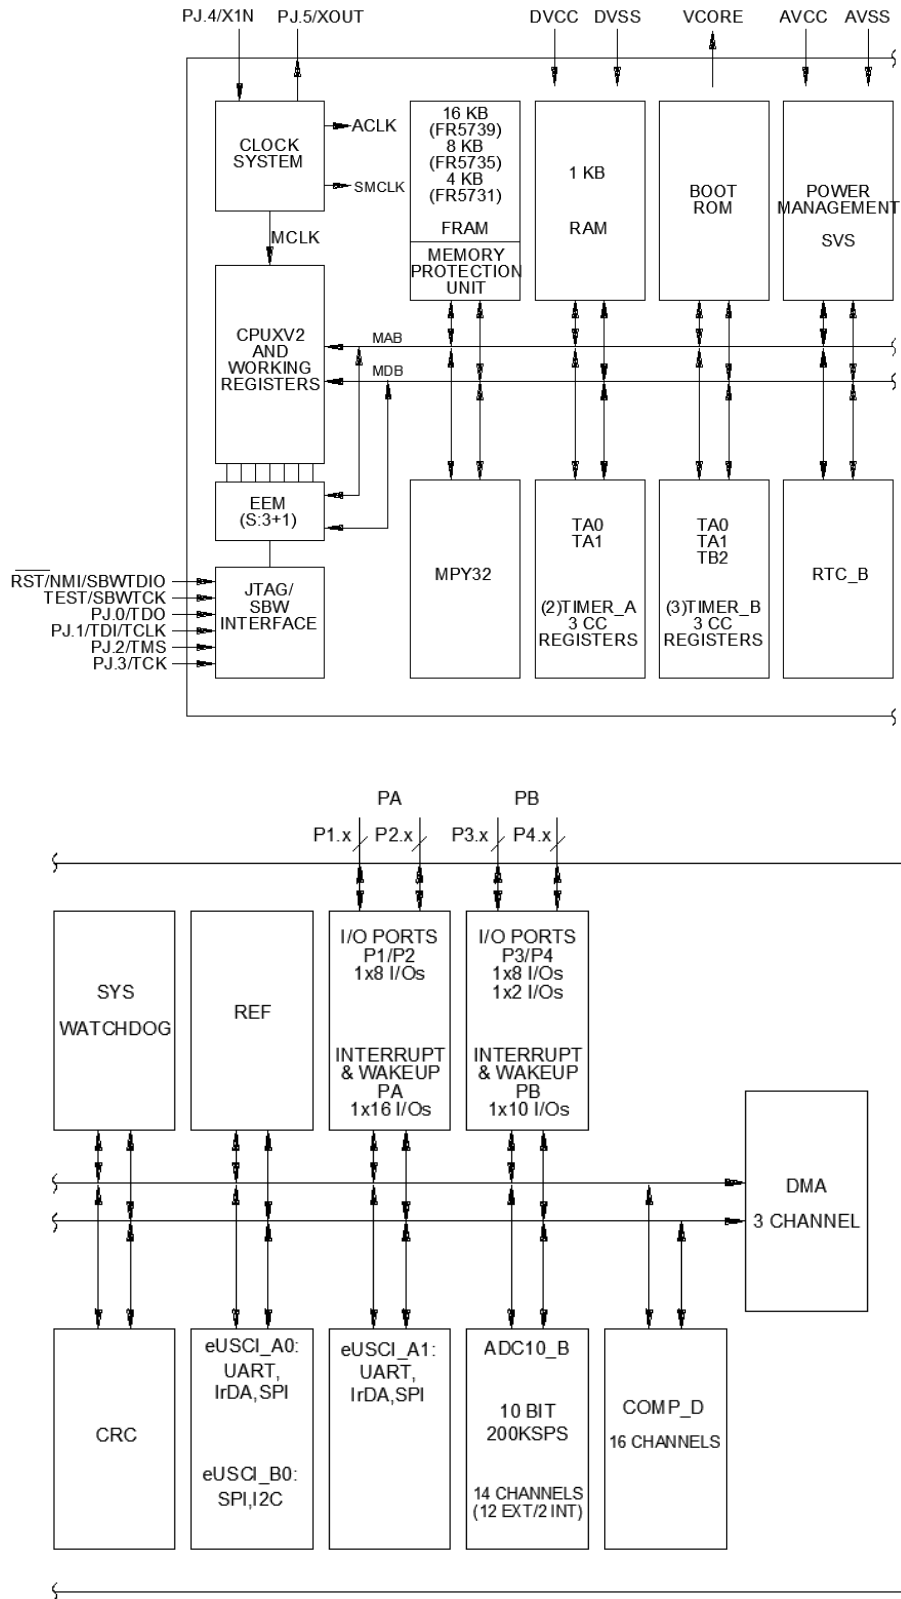 PJ.4/X1N
PJ.5/XOUT
DVCC
DVSS
VCORE
AVCC
AVSS
CLOCK
SYSTEM
ACLK
SMCLK
MCLK
16 KB
(FR5739)
8 KB
(FR5735)
4 KB
(FR5731)
FRAM
MEMORY
PROTECTION
UNIT
1 KB
RAM
BOOT
ROM
POWER
MANAGEMENT
SVS
CPUXV2
AND
WORKING
REGISTERS
MAB
MDB
EEM
(S:3+1)
RST/NMI/SBWTDIO
TEST/SBWTCK
PJ.0/TDO
PJ.1/TDI/TCLK
PJ.2/TMS
PJ.3/TCK
JTAG/
SBW
INTERFACE
MPY32
TA0
TA1
(2)TIMER_A
3 CC
REGISTERS
TA0
TA1
TB2
(3)TIMER_B
3 CC
REGISTERS
RTC_B
PA
PB
P1.x
P2.x
P3.x
P4.x
SYS
WATCHDOG
REF
I/O PORTS
P1/P2
1x8 I/Os
INTERRUPT
& WAKEUP
PA
1x16 I/Os
I/O PORTS
P3/P4
1x8 I/Os
1x2 I/Os
INTERRUPT
& WAKEUP
PB
1x10 I/Os
DMA
3 CHANNEL
CRC
eUSCI_A0:
UART,
IrDA,SPI
eUSCI_B0:
SPI,I2C
eUSCI_A1:
UART,
IrDA,SPI
ADC10_B
10 BIT
200KSPS
14 CHANNELS
(12 EXT/2 INT)
COMP_D
16 CHANNELS